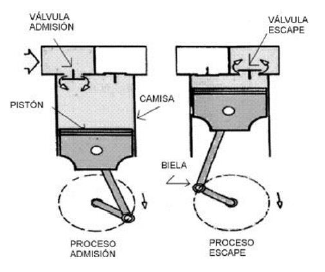 VÁLVULA
ADMISIÓN
VÁLVULA
ESCAPE
PISTÓN
CAMISA
BIELA
PROCESO
ADMISIÓN
PROCESO
ESCAPE